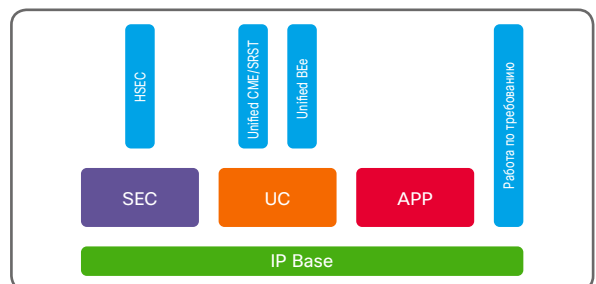 HSEC
Unified CME/SRST
Unified BEe
Работа по требованию
SEC
UC
APP
IP Base